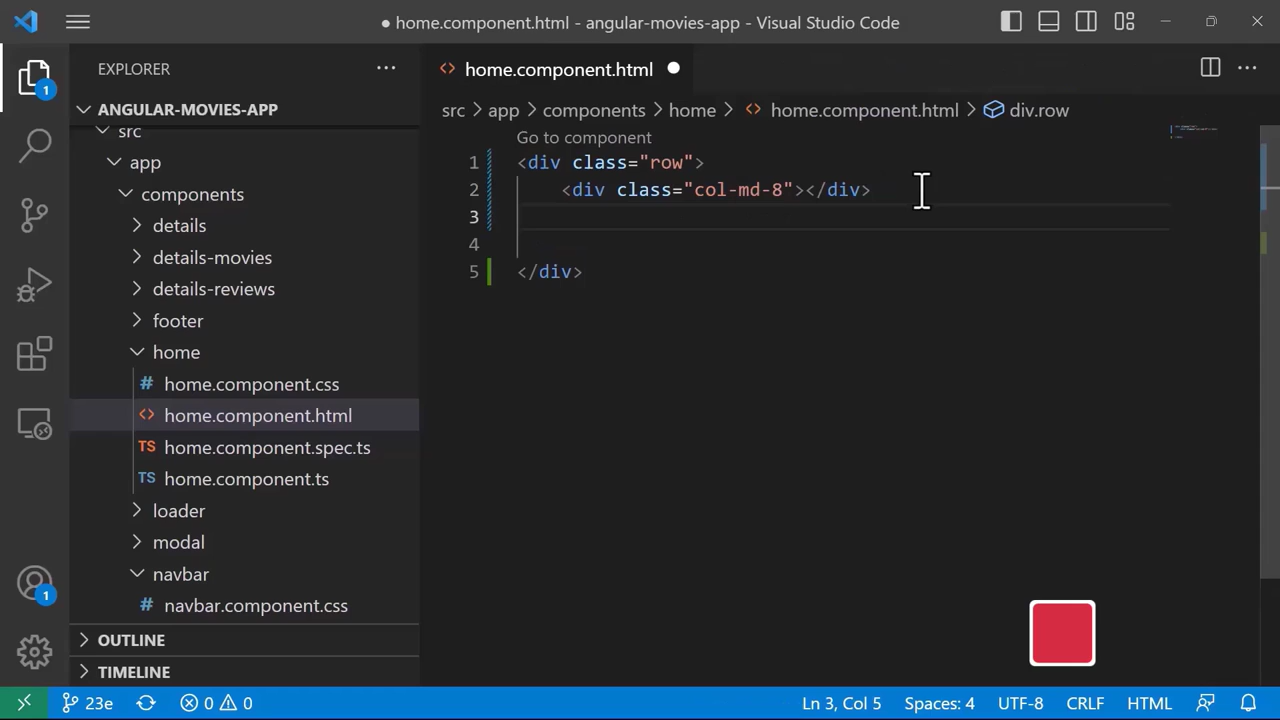 ● home.component.html - angular-movies-app - Visual Studio Code
EXPLORER
ANGULAR-MOVIES-APP
src
app
components
details
details-movies
details-reviews
footer
home
# home.component.css
<> home.component.html
TS home.component.spec.ts
TS home.component.ts
loader
modal
navbar
# navbar.component.css
OUTLINE
TIMELINE
1
1
<> home.component.html ●
src > app > components > home > <> home.component.html > div.row
Go to component
1 <div class="row">
2     <div class="col-md-8"></div>
3
4
5 </div>
23e
0 0
Ln 3, Col 5
Spaces: 4
UTF-8
CRLF
HTML